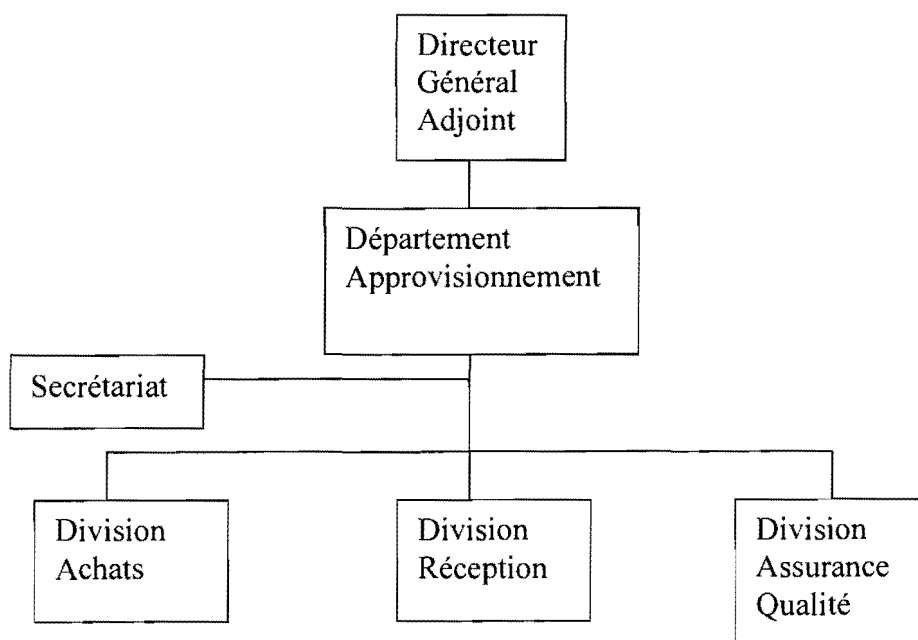 Directeur
Général
Adjoint
Département
Approvisionnement
Secrétariat
Division
Achats
Division
Réception
Division
Assurance
Qualité